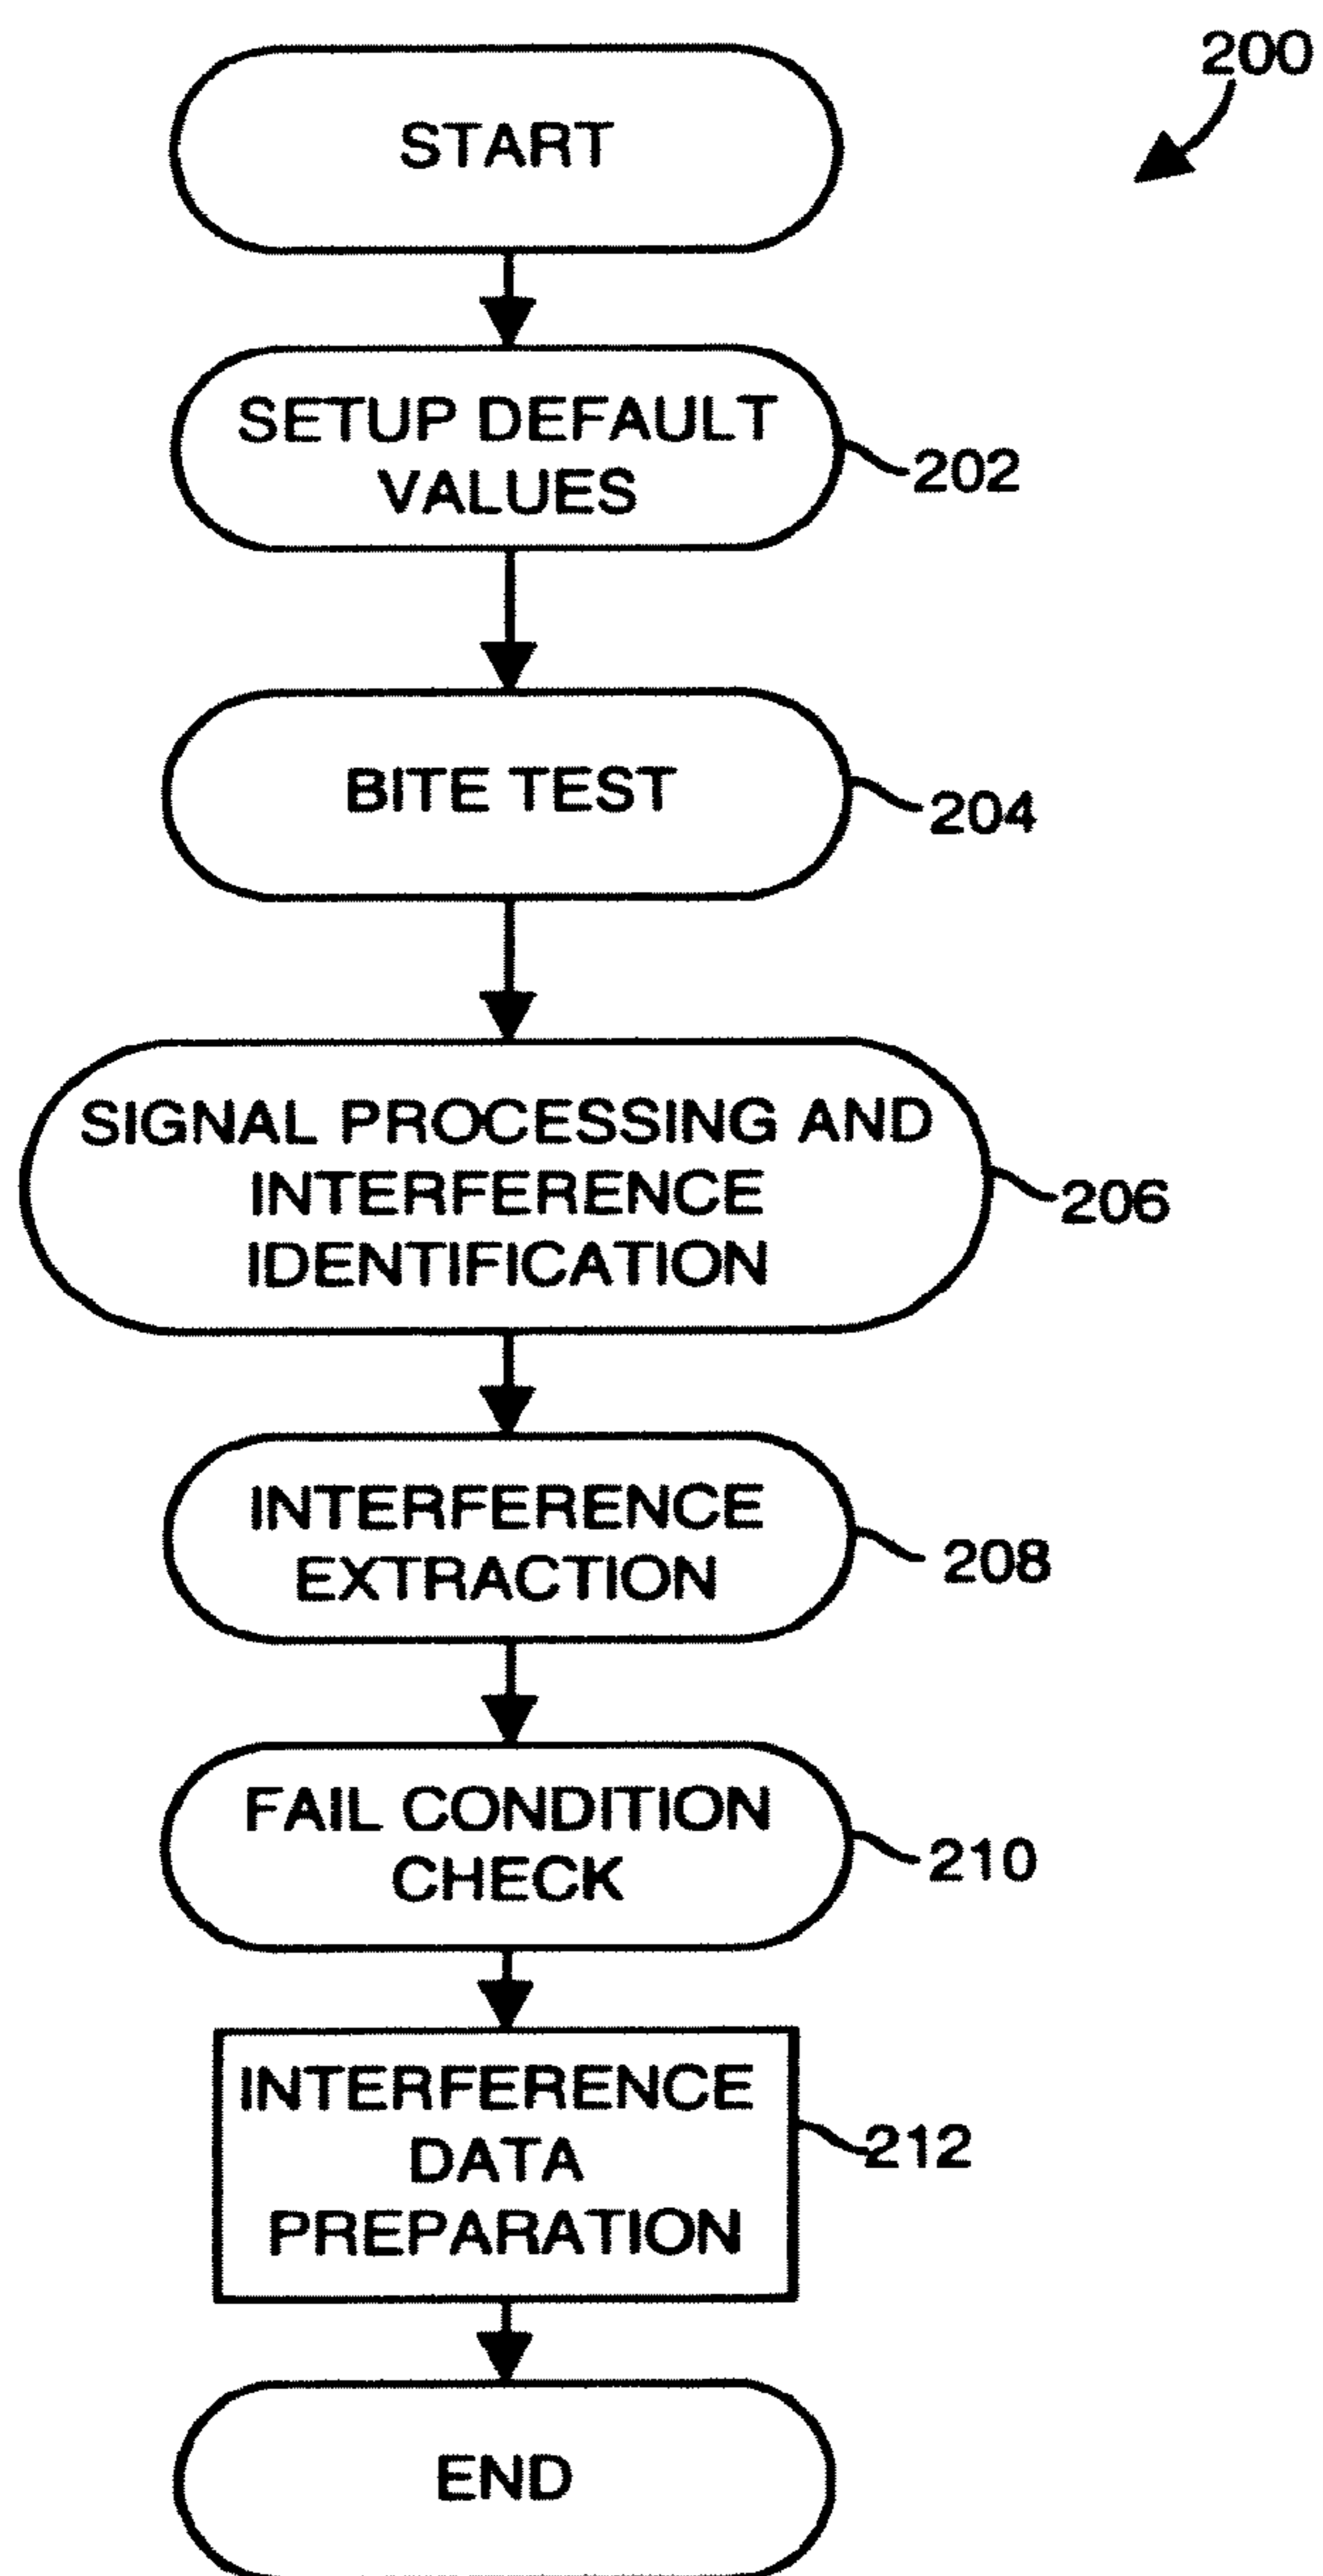 200
START
SETUP DEFAULT
VALUES
202
BITE TEST
204
SIGNAL PROCESSING AND
INTERFERENCE
IDENTIFICATION
206
INTERFERENCE
EXTRACTION
208
FAIL CONDITION
CHECK
210
INTERFERENCE
DATA
PREPARATION
212
END